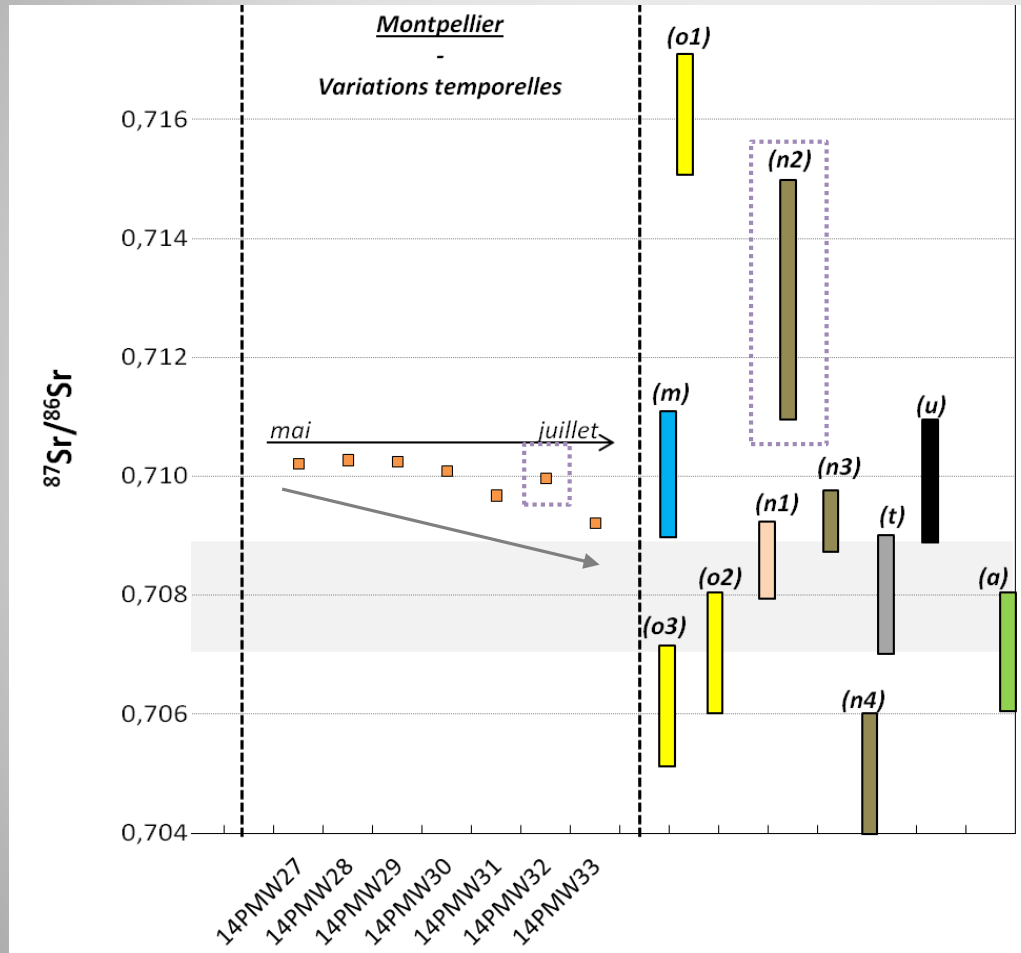 Montpellier
-
Variations temporelles
(o1)
0,716
(n2)
0,714
0,712
(m)
(u)
mai
juillet
87Sr/86Sr
0,710
(n3)
(n1)
(t)
0,708
(o2)
(a)
(o3)
0,706
(n4)
0,704
14PMW27
14PMW28
14PMW29
14PMW30
14PMW31
14PMW32
14PMW33